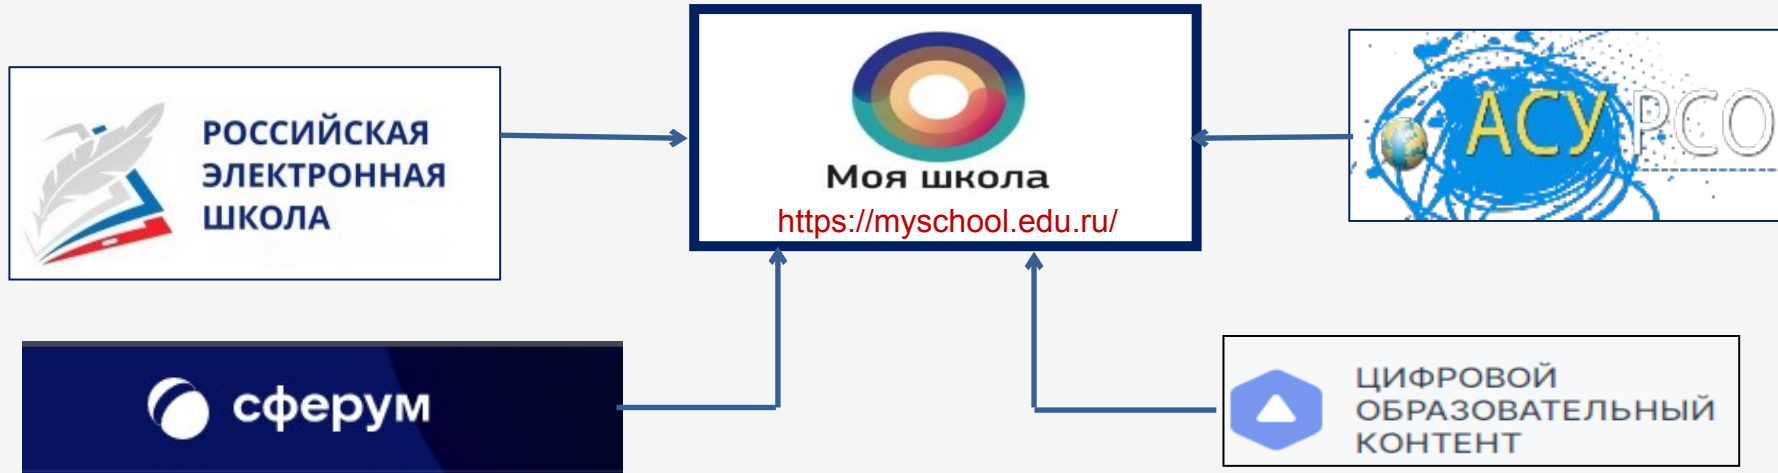 РОССИЙСКАЯ
ЭЛЕКТРОННАЯ
ШКОЛА
Моя школа
https://myschool.edu.ru/
АСУ РСО
сферум
ЦИФРОВОЙ
ОБРАЗОВАТЕЛЬНЫЙ
КОНТЕНТ